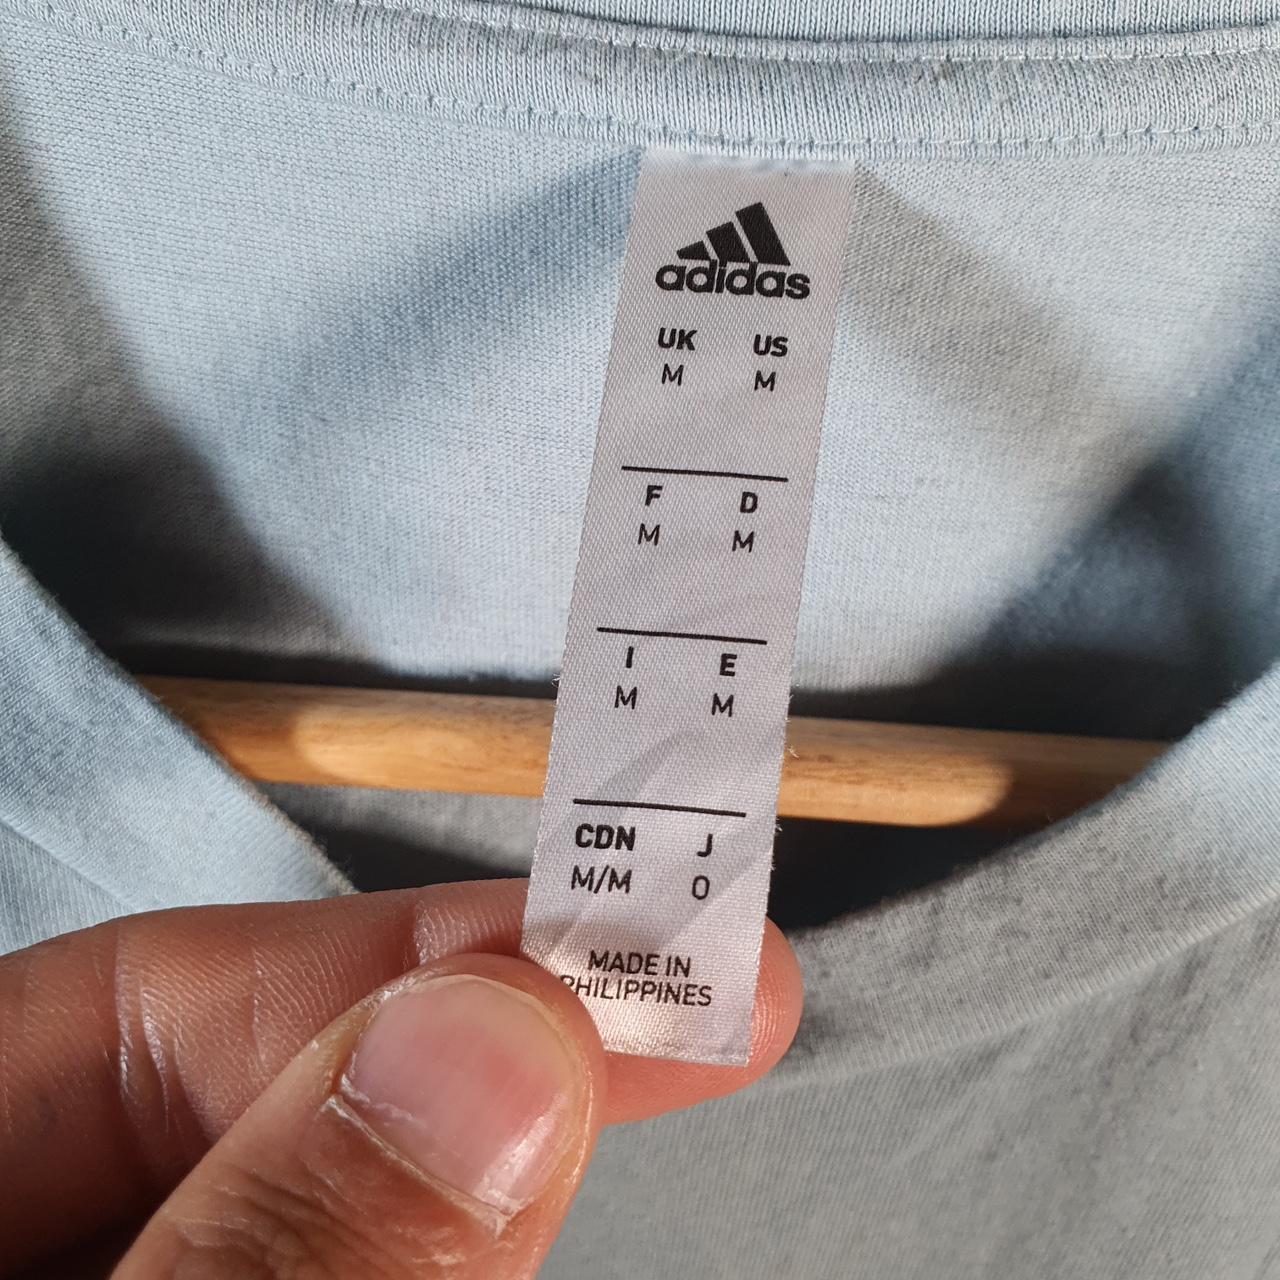 adidas
UK US
M M
F D
M M
I E
M M
CDN J
M/M O
MADE IN
PHILIPPINES